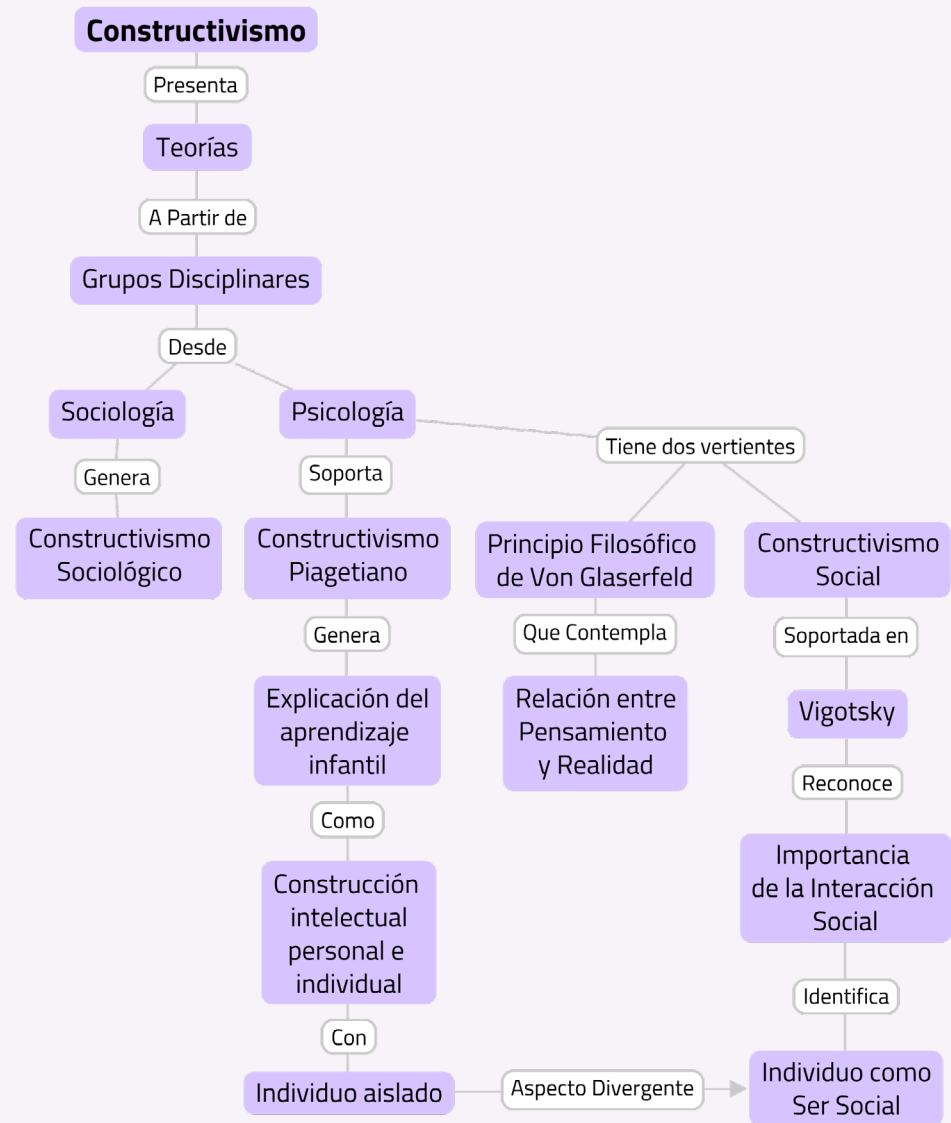 Constructivismo
Presenta
Teorías
A Partir de
Grupos Disciplinares
Desde
Sociología
Psicología
Tiene dos vertientes
Genera
Soporta
Constructivismo
Sociológico
Constructivismo
Piagetiano
Principio Filosófico
de Von Glaserfeld
Constructivismo
Social
Genera
Que Contempla
Soportada en
Explicación del
aprendizaje
infantil
Relación entre
Pensamiento
y Realidad
Vigotsky
Reconoce
Como
Importancia
de la Interacción
Social
Construcción
intelectual
personal e
individual
Identifica
Con
Individuo aislado
Aspecto Divergente
Individuo como
Ser Social